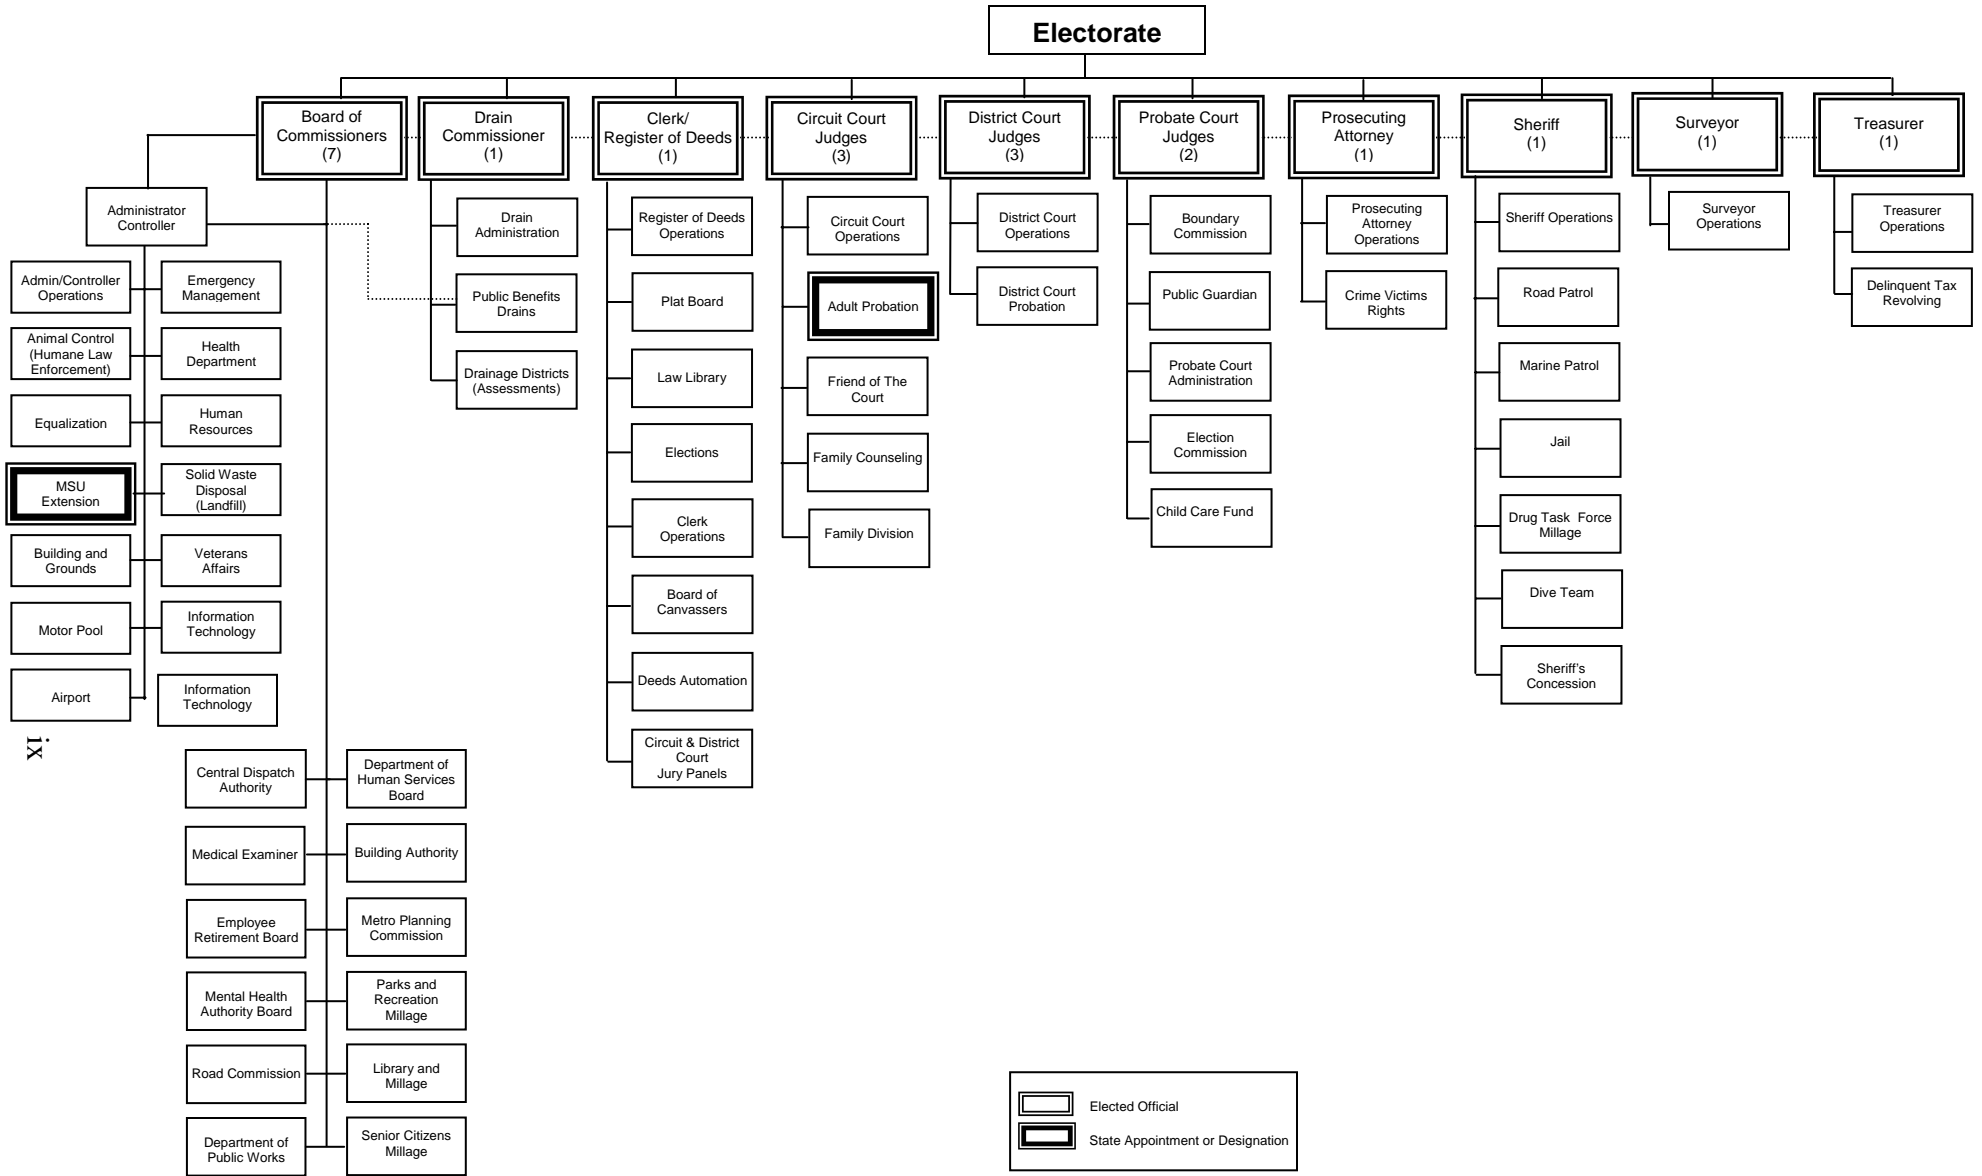 Electorate
Board of
Commissioners
(7)
Drain
Commissioner
(1)
Clerk/
Register of Deeds
(1)
Circuit Court
Judges
(3)
District Court
Judges
(3)
Probate Court
Judges
(2)
Prosecuting
Attorney
(1)
Sheriff
(1)
Surveyor
(1)
Treasurer
(1)
Administrator
Controller
Admin/Controller
Operations
Emergency
Management
Animal Control
(Humane Law
Enforcement)
Health
Department
Equalization
Human
Resources
MSU
Extension
Solid Waste
Disposal
(Landfill)
Building and
Grounds
Veterans
Affairs
Motor Pool
Information
Technology
Airport
Information
Technology
ix
Central Dispatch
Authority
Department of
Human Services
Board
Medical Examiner
Building Authority
Employee
Retirement Board
Metro Planning
Commission
Mental Health
Authority Board
Parks and
Recreation
Millage
Road Commission
Library and
Millage
Department of
Public Works
Senior Citizens
Millage
Drain
Administration
Public Benefits
Drains
Drainage Districts
(Assessments)
Register of Deeds
Operations
Plat Board
Law Library
Elections
Clerk
Operations
Board of
Canvassers
Deeds Automation
Circuit & District
Court
Jury Panels
Circuit Court
Operations
Adult Probation
Friend of The
Court
Family Counseling
Family Division
District Court
Operations
District Court
Probation
Boundary
Commission
Public Guardian
Probate Court
Administration
Election
Commission
Child Care Fund
Prosecuting
Attorney
Operations
Crime Victims
Rights
Sheriff Operations
Road Patrol
Marine Patrol
Jail
Drug Task Force
Millage
Dive Team
Sheriff's
Concession
Surveyor
Operations
Treasurer
Operations
Delinquent Tax
Revolving
Elected Official
State Appointment or Designation